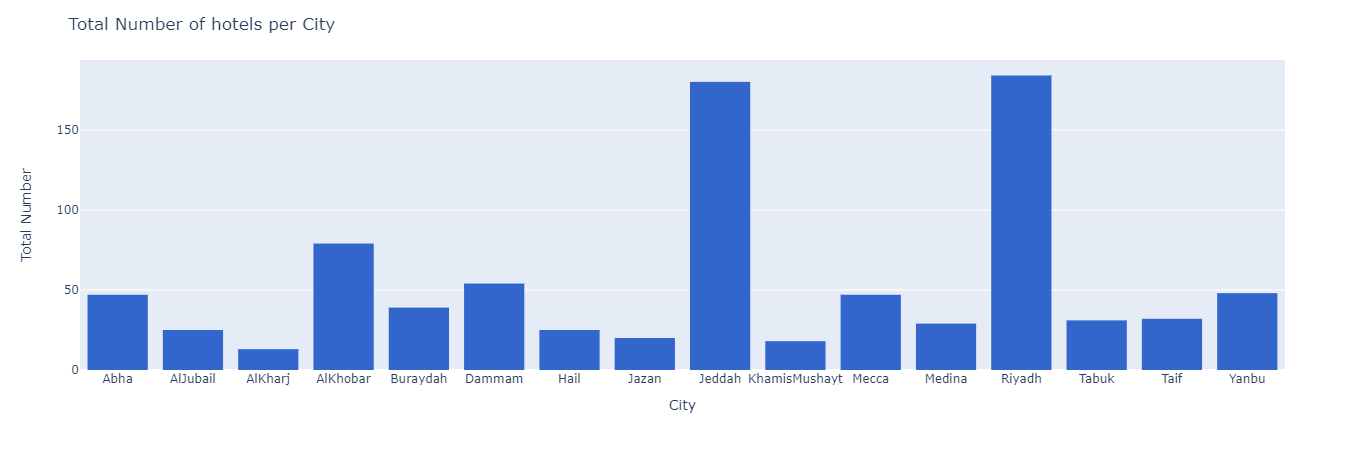 Total Number of hotels per City
Total Number
150
100
50
0
Abha AlJubail AlKharj AlKhobar Buraydah Dammam Hail Jazan Jeddah KhamisMushayt Mecca Medina Riyadh Tabuk Taif Yanbu
City